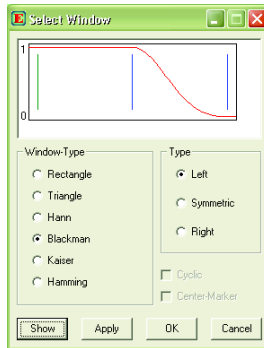 E Select Window
1
0
Window-Type
Rectangle
Triangle
Hann
Blackman
Kaiser
Hamming
Type
Left
Symmetric
Right
Cyclic
Center-Marker
Show Apply OK Cancel